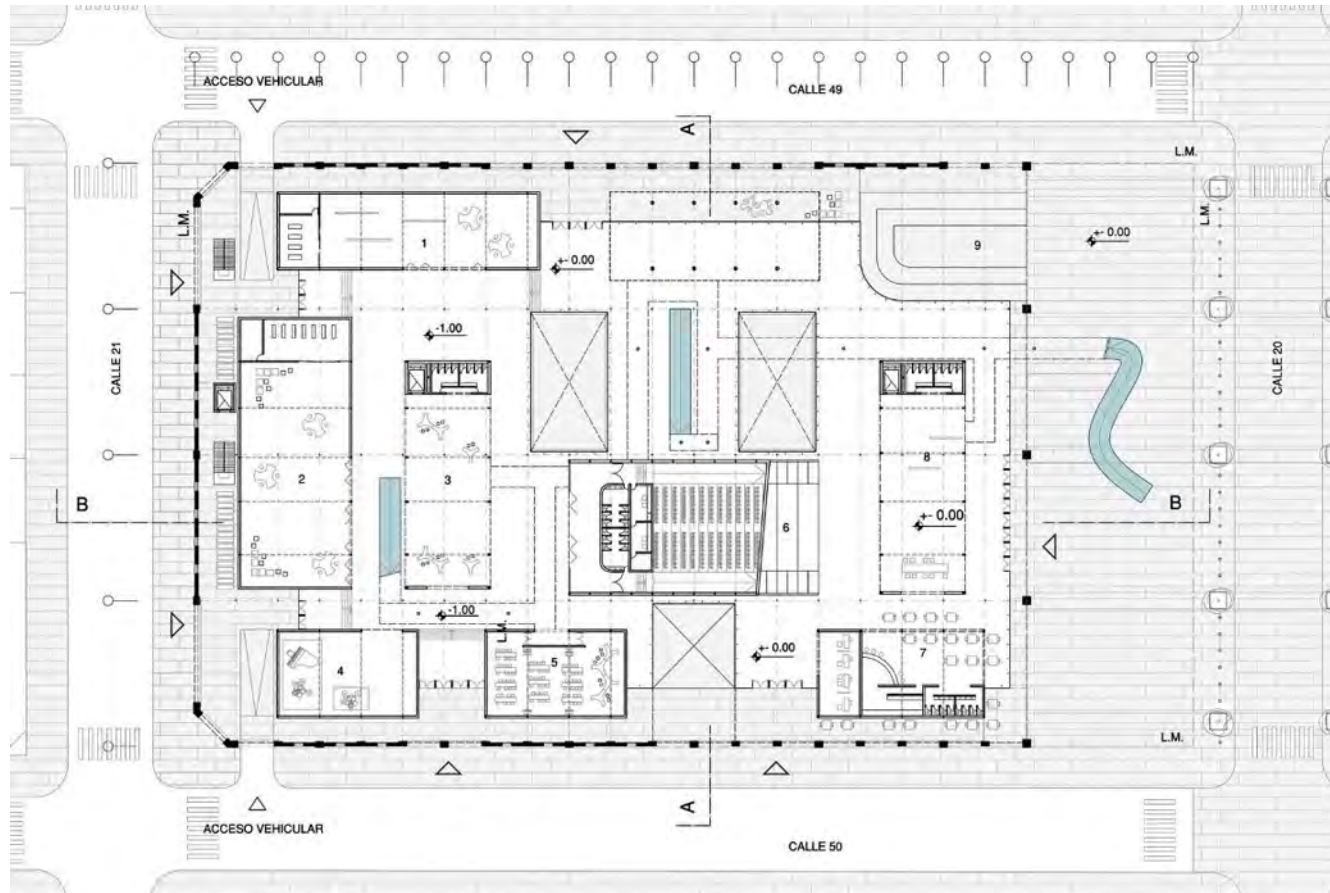 ACCESO VEHICULAR
CALLE 49
A
L.M.
L.M.
L.M.
1
9
+- 0.00
+- 0.00
-1.00
CALLE 21
CALLE 20
2
3
8
B
B
6
+- 0.00
-1.00
L.M.
4
5
7
+- 0.00
L.M.
A
ACCESO VEHICULAR
CALLE 50